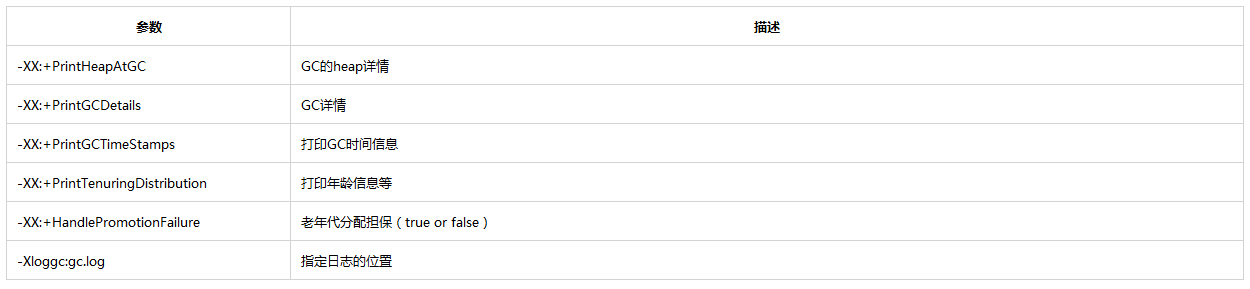 参数 描述
-XX:+PrintHeapAtGC GC的heap详情
-XX:+PrintGCDetails GC详情
-XX:+PrintGCTimeStamps 打印GC时间信息
-XX:+PrintTenuringDistribution 打印年龄信息等
-XX:+HandlePromotionFailure 老年代分配担保（true or false）
-Xloggc:gc.log 指定日志的位置